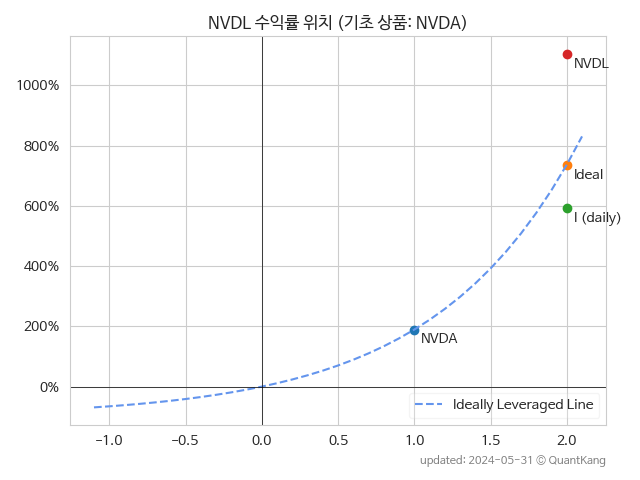 NVDL 수익률 위치 (기초 상품: NVDA)
1000%
800%
600%
400%
200%
0%
NVDL
Ideal
I (daily)
NVDA
Ideally Leveraged Line
-1.0
-0.5
0.0
0.5
1.0
1.5
2.0
updated: 2024-05-31 © QuantKang